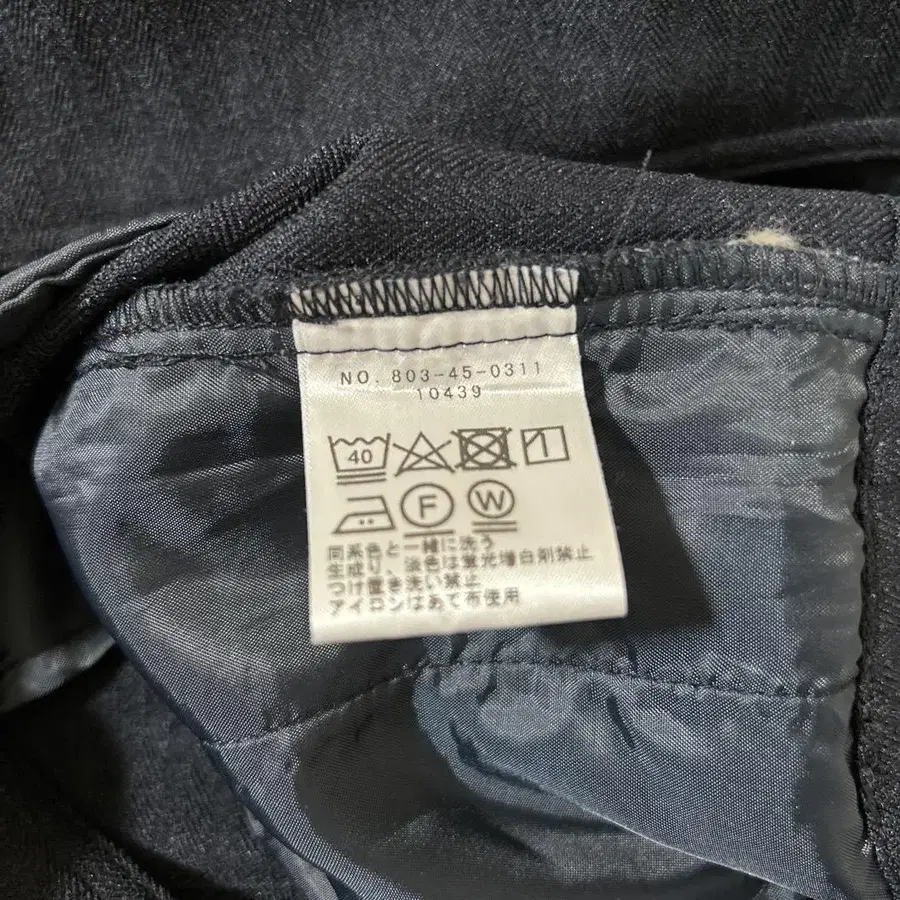 NO. 803-45-0311
10439
40
F W
同系色と一緒に洗う
生成り、淡色は蛍光増白剤禁止
つけ置き洗い禁止
アイロンはあて布使用